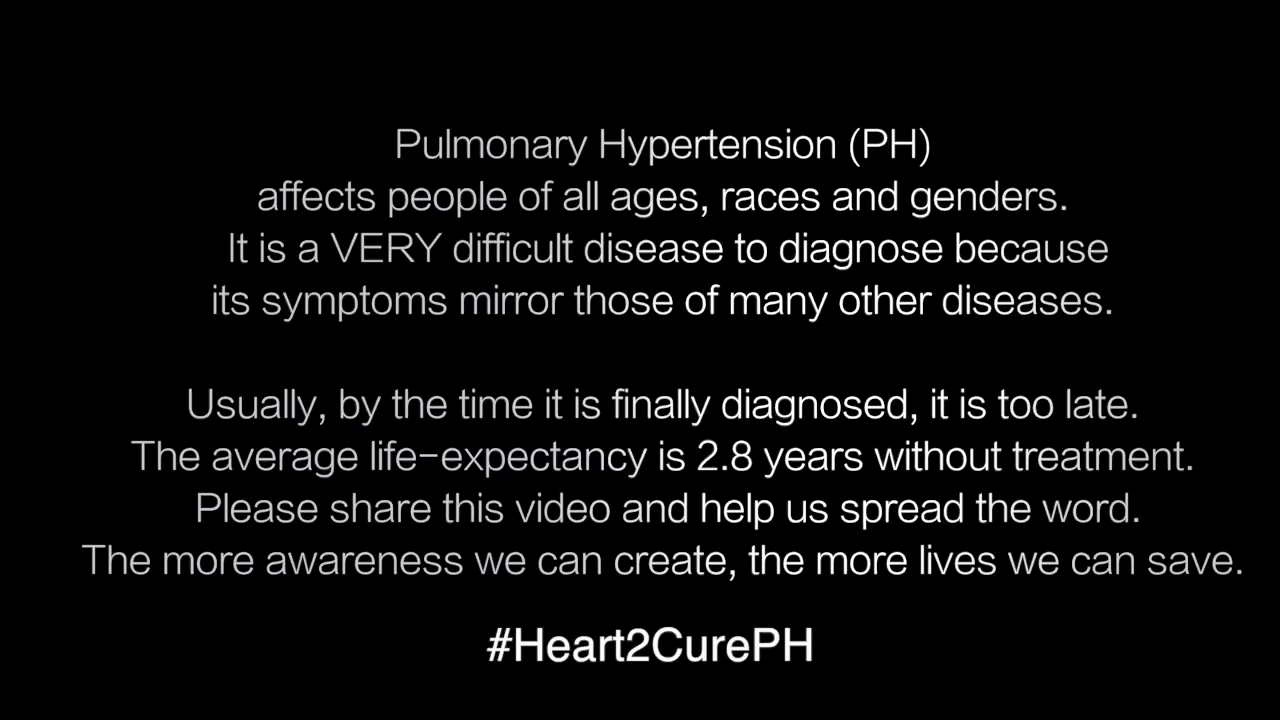 Pulmonary Hypertension (PH)
affects people of all ages, races and genders.
It is a VERY difficult disease to diagnose because
its symptoms mirror those of many other diseases.
Usually, by the time it is finally diagnosed, it is too late.
The average life-expectancy is 2.8 years without treatment.
Please share this video and help us spread the word.
The more awareness we can create, the more lives we can save.
#Heart2CurePH